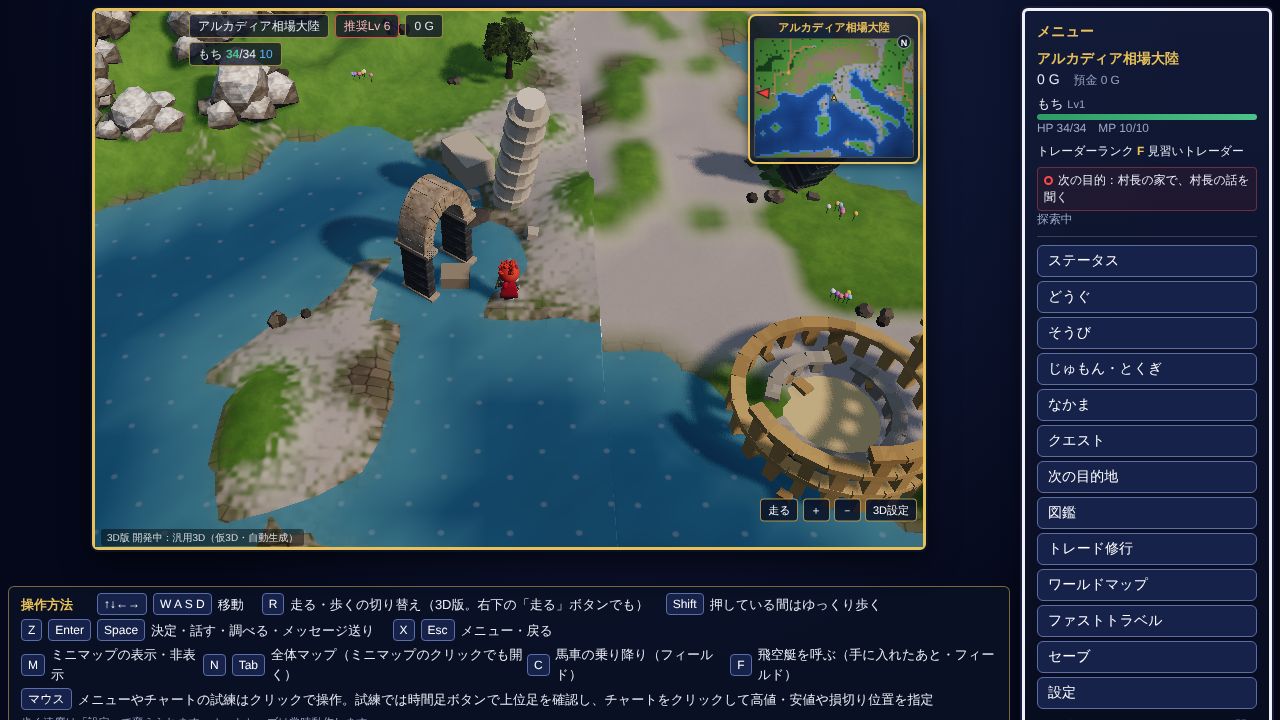 アルカディア相場大陸 推奨Lv 6 0 G
もち 34/34 10
アルカディア相場大陸
N
走る + － 3D設定
3D版 開発中：汎用3D（仮3D・自動生成）
メニュー
アルカディア相場大陸
0 G 預金 0 G
もち Lv1
HP 34/34 MP 10/10
トレーダーランク F 見習いトレーダー
次の目的：村長の家で、村長の話を
聞く
探索中
ステータス
どうぐ
そうび
じゅもん・とくぎ
なかま
クエスト
次の目的地
図鑑
トレード修行
ワールドマップ
ファストトラベル
セーブ
設定
操作方法 ↑↓←→ W A S D 移動 R 走る・歩くの切り替え（3D版。右下の「走る」ボタンでも） Shift 押している間はゆっくり歩く
Z Enter Space 決定・話す・調べる・メッセージ送り X Esc メニュー・戻る
M ミニマップの表示・非表示 N Tab 全体マップ（ミニマップのクリックでも開く） C 馬車の乗り降り（フィールド） F 飛空艇を呼ぶ（手に入れたあと・フィールド）
マウス メニューやチャートの試練はクリックで操作。試練では時間足ボタンで上位足を確認し、チャートをクリックして高値・安値や損切り位置を指定